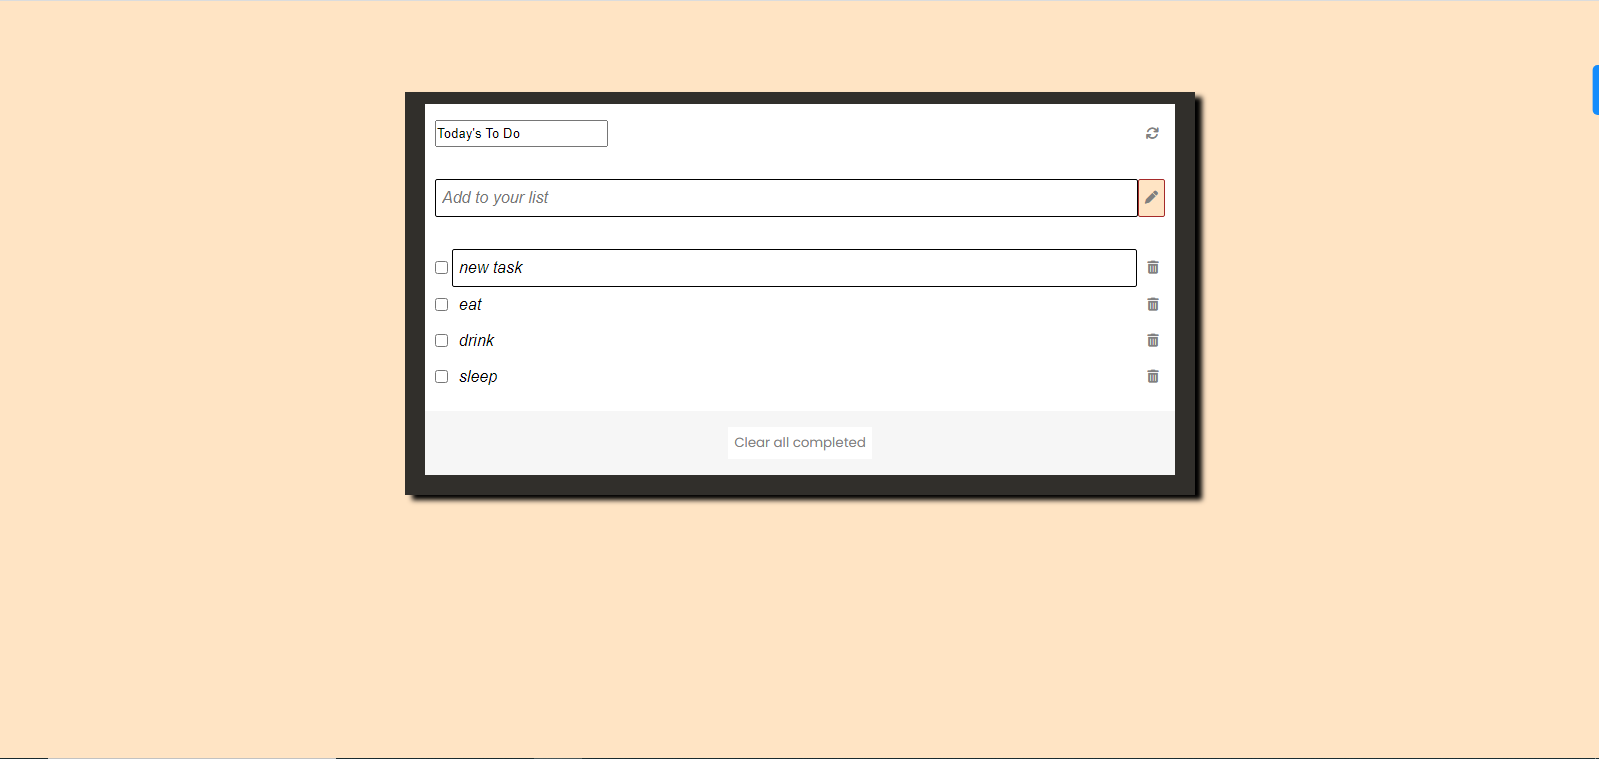 Today's To Do
Add to your list
new task
eat
drink
sleep
Clear all completed